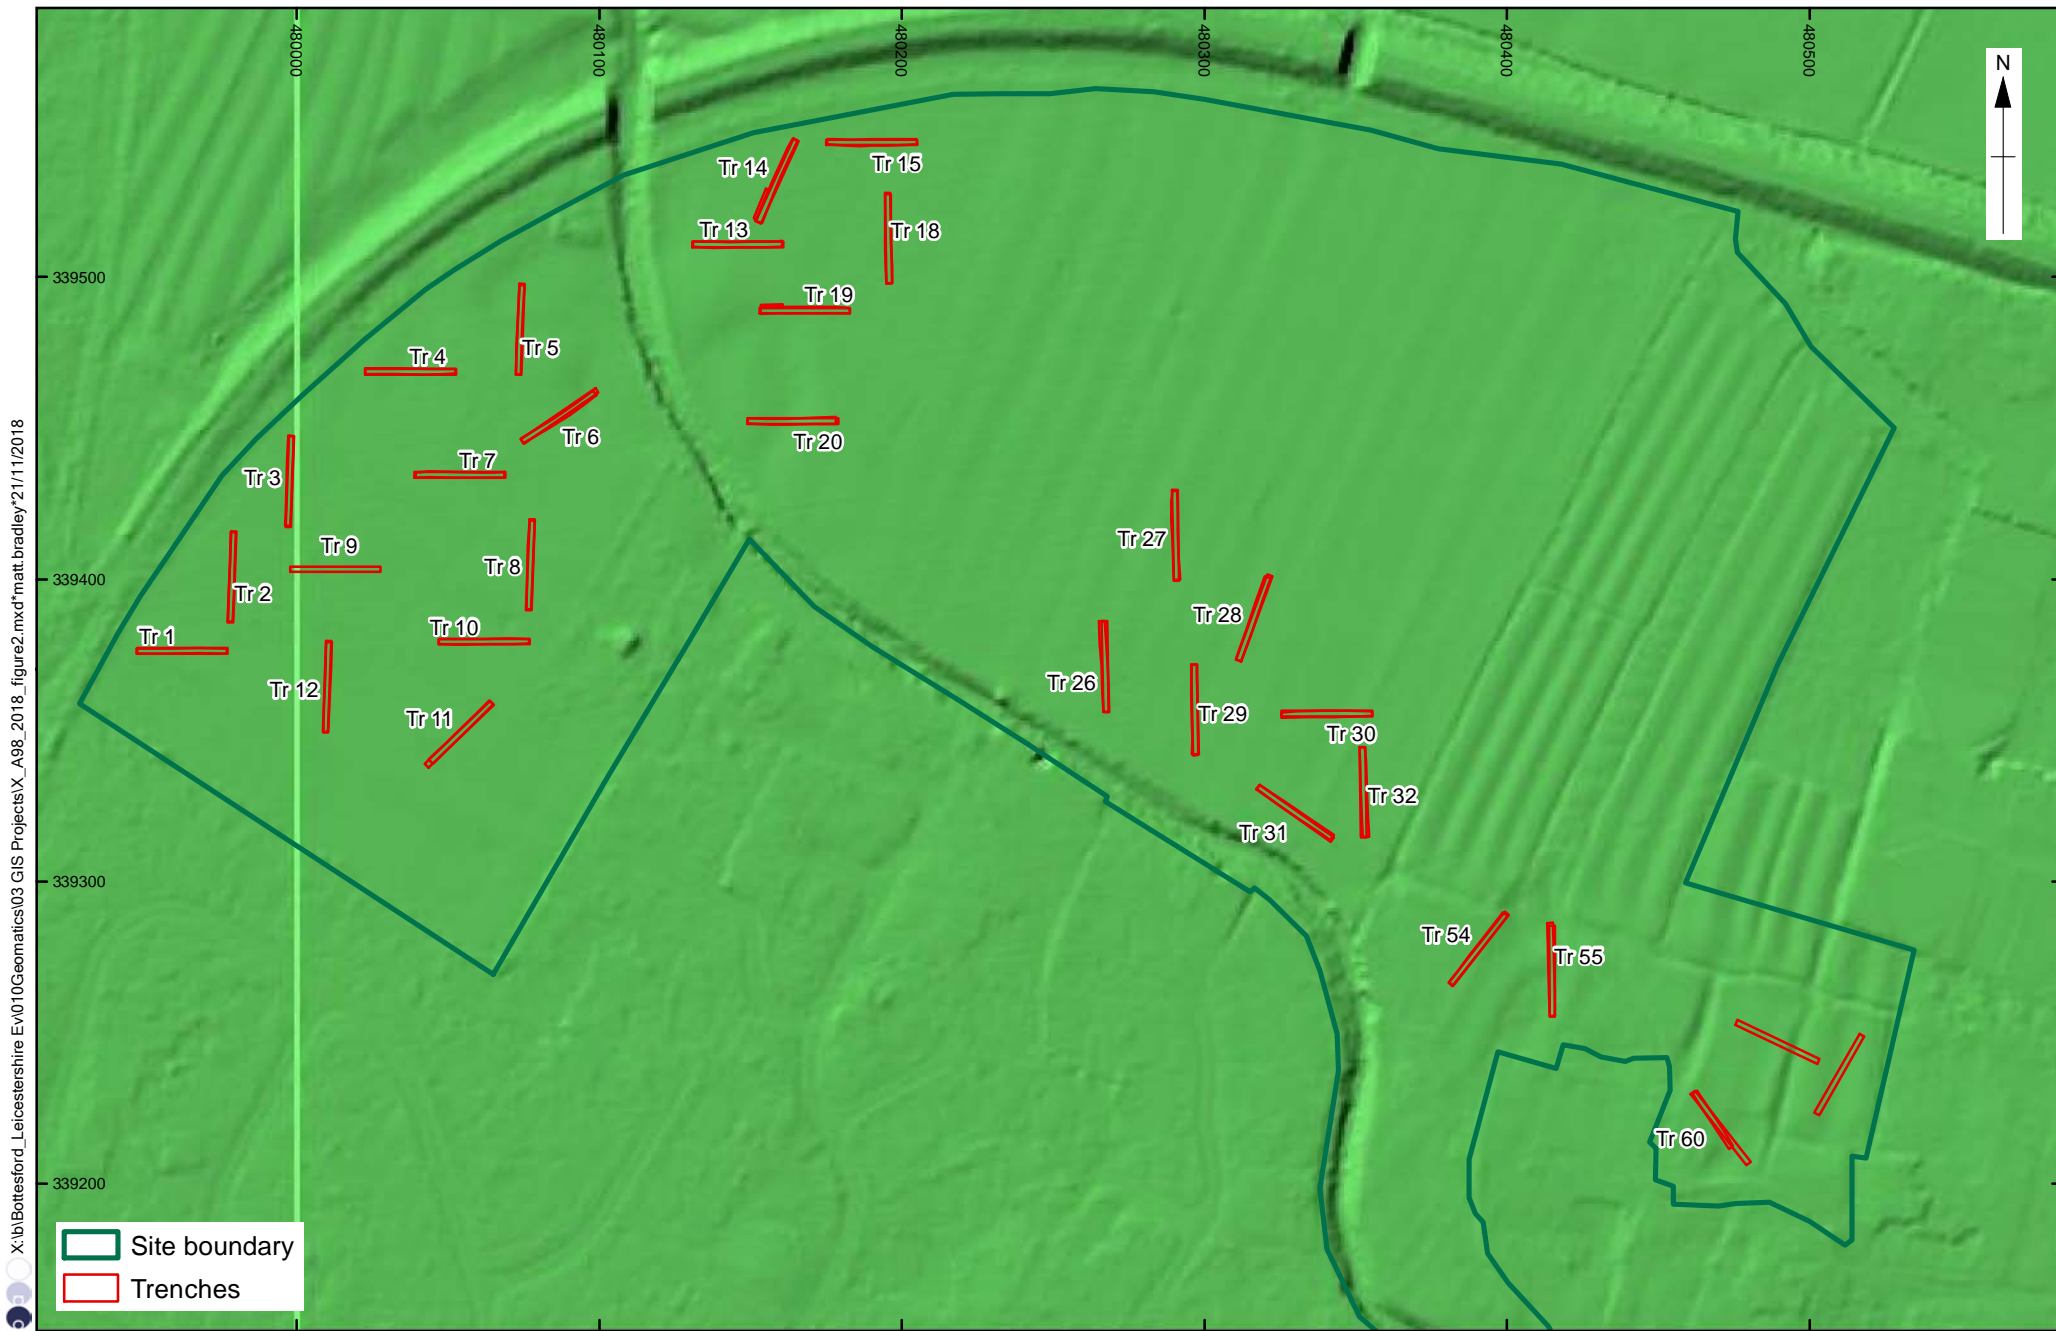 480000
480100
480200
480300
480400
480500
N
339500
339400
339300
339200
Tr 14
Tr 15
Tr 13
Tr 18
Tr 19
Tr 5
Tr 4
Tr 20
Tr 6
Tr 7
Tr 3
Tr 9
Tr 8
Tr 2
Tr 1
Tr 10
Tr 12
Tr 11
Tr 27
Tr 28
Tr 26
Tr 29
Tr 30
Tr 32
Tr 31
Tr 54
Tr 55
Tr 60
Site boundary
Trenches
X:\b\Bottesford_Leicestershire Ev\010Geomatics\03 GIS Projects\X_A98_2018_figure2.mxd*matt.bradley*21/11/2018